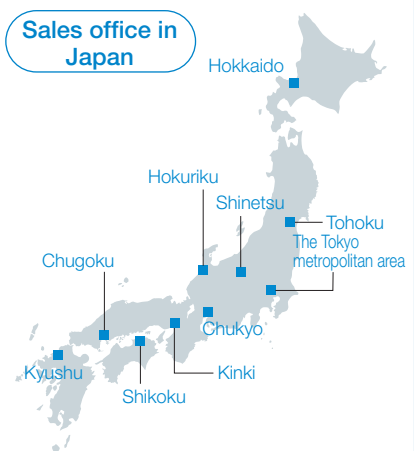 Sales office in
Japan
Hokkaido
Hokuriku
Shinetsu
Tohoku
The Tokyo
metropolitan area
Chugoku
Chukyo
Kyushu
Kinki
Shikoku